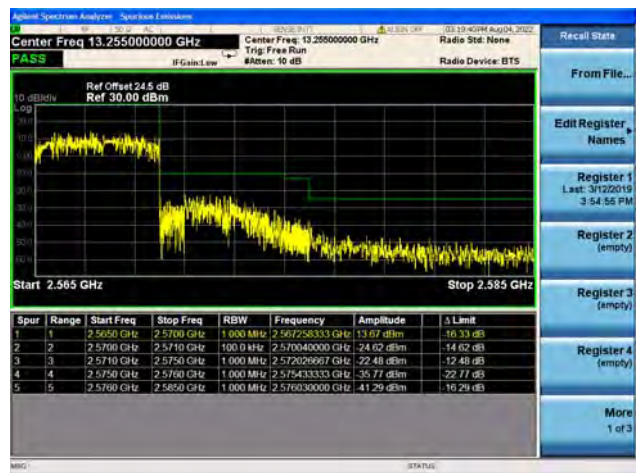 Agilent Spectrum Analyzer Spurious Emissions
RF 50 Ω AC SENSE:INT ALIGN OFF 03:19:40PM Aug 04, 2022
Center Freq 13.255000000 GHz
Center Freq: 13.255000000 GHz
Radio Std: None
PASS
IFGain:Low
Trig: Free Run
#Atten: 10 dB
Radio Device: BTS
Ref Offset 24.5 dB
10 dB/div Ref 30.00 dBm
Log
Start 2.565 GHz Stop 2.585 GHz
Spur Range Start Freq Stop Freq RBW Frequency Amplitude Δ Limit
1 1 2.5650 GHz 2.5700 GHz 1.000 MHz 2.567258333 GHz 13.67 dBm -16.33 dB
2 2 2.5700 GHz 2.5710 GHz 100.0 kHz 2.570040000 GHz -24.62 dBm -14.62 dB
3 3 2.5710 GHz 2.5750 GHz 1.000 MHz 2.572026667 GHz -22.48 dBm -12.48 dB
4 4 2.5750 GHz 2.5760 GHz 1.000 MHz 2.575433333 GHz -35.77 dBm -22.77 dB
5 5 2.5760 GHz 2.5850 GHz 1.000 MHz 2.576030000 GHz -41.29 dBm -16.29 dB
MSG STATUS
Recall State
From File...
Edit Register
Names
Register 1
Last: 3/12/2019
3:54:55 PM
Register 2
(empty)
Register 3
(empty)
Register 4
(empty)
More
1 of 3